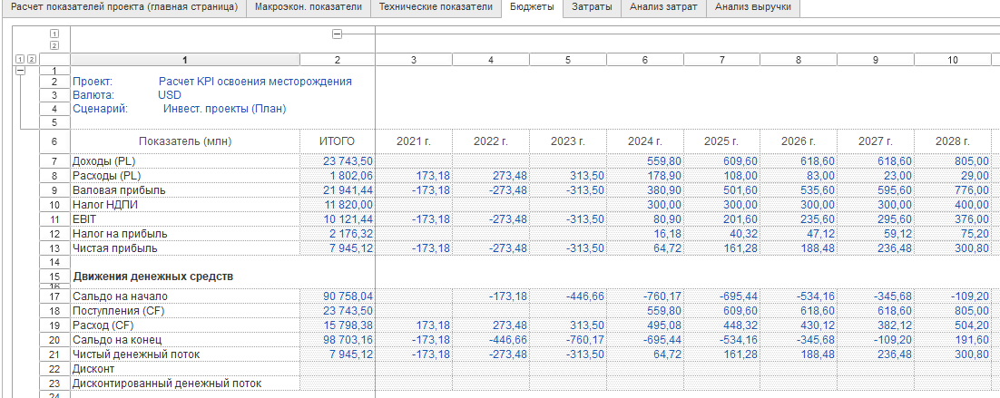 Расчет показателей проекта (главная страница) Макроэкон. показатели Технические показатели Бюджеты Затраты Анализ затрат Анализ выручки
1
2
1 2 1 2 3 4 5 6 7 8 9 10
1
2 Проект: Расчет KPI освоения месторождения
3 Валюта: USD
4 Сценарий: Инвест. проекты (План)
5
6 Показатель (млн) ИТОГО 2021 г. 2022 г. 2023 г. 2024 г. 2025 г. 2026 г. 2027 г. 2028 г.
7 Доходы (PL) 23 743,50 559,80 609,60 618,60 618,60 805,00
8 Расходы (PL) 1 802,06 173,18 273,48 313,50 178,90 108,00 83,00 23,00 29,00
9 Валовая прибыль 21 941,44 -173,18 -273,48 -313,50 380,90 501,60 535,60 595,60 776,00
10 Налог НДПИ 11 820,00 300,00 300,00 300,00 300,00 400,00
11 EBIT 10 121,44 -173,18 -273,48 -313,50 80,90 201,60 235,60 295,60 376,00
12 Налог на прибыль 2 176,32 16,18 40,32 47,12 59,12 75,20
13 Чистая прибыль 7 945,12 -173,18 -273,48 -313,50 64,72 161,28 188,48 236,48 300,80
14
15 Движения денежных средств
16
17 Сальдо на начало 90 758,04 -173,18 -446,66 -760,17 -695,44 -534,16 -345,68 -109,20
18 Поступления (CF) 23 743,50 559,80 609,60 618,60 618,60 805,00
19 Расход (CF) 15 798,38 173,18 273,48 313,50 495,08 448,32 430,12 382,12 504,20
20 Сальдо на конец 98 703,16 -173,18 -446,66 -760,17 -695,44 -534,16 -345,68 -109,20 191,60
21 Чистый денежный поток 7 945,12 -173,18 -273,48 -313,50 64,72 161,28 188,48 236,48 300,80
22 Дисконт
23 Дисконтированный денежный поток
24